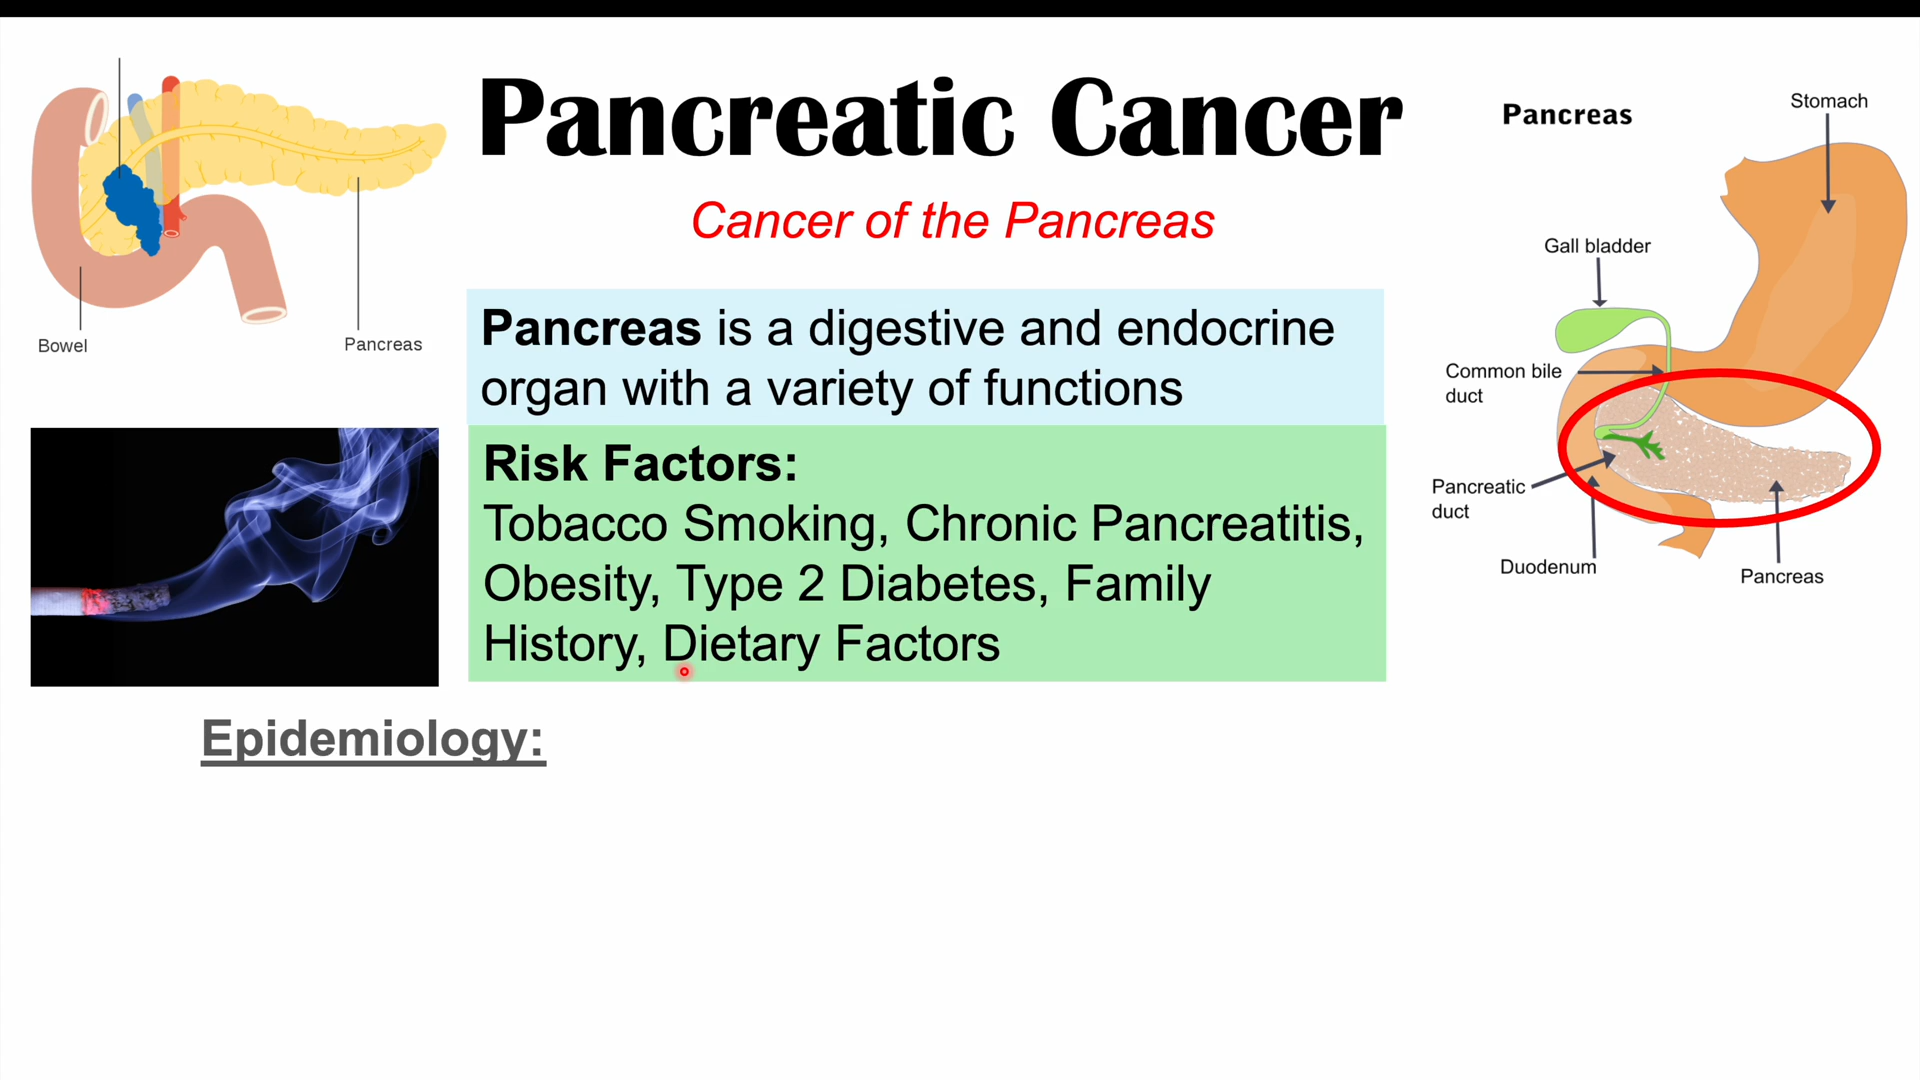 Pancreatic Cancer
Cancer of the Pancreas
Bowel
Pancreas
Pancreas is a digestive and endocrine
organ with a variety of functions
Risk Factors:
Tobacco Smoking, Chronic Pancreatitis,
Obesity, Type 2 Diabetes, Family
History, Dietary Factors
Pancreas
Stomach
Gall bladder
Common bile
duct
Pancreatic
duct
Duodenum
Pancreas
Epidemiology: